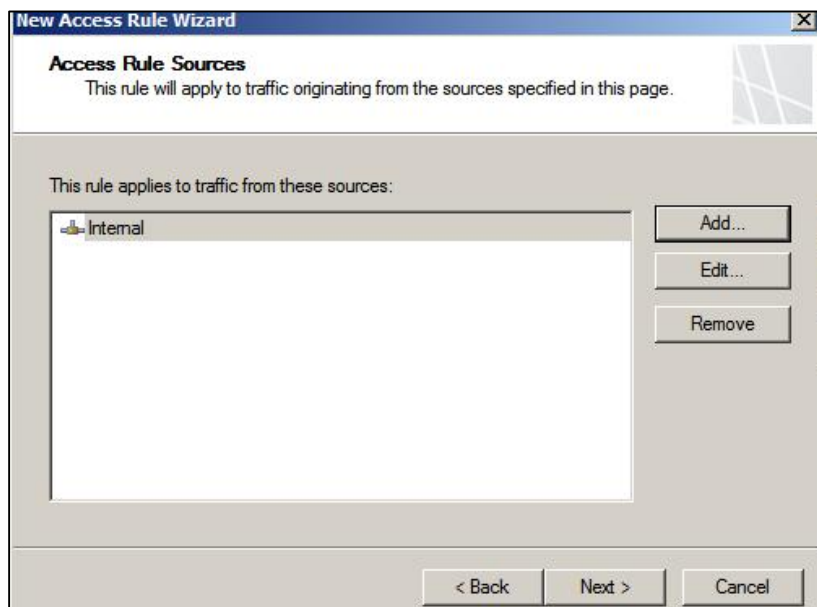 New Access Rule Wizard
Access Rule Sources
This rule will apply to traffic originating from the sources specified in this page.
This rule applies to traffic from these sources:
Internal
Add...
Edit...
Remove
< Back
Next >
Cancel